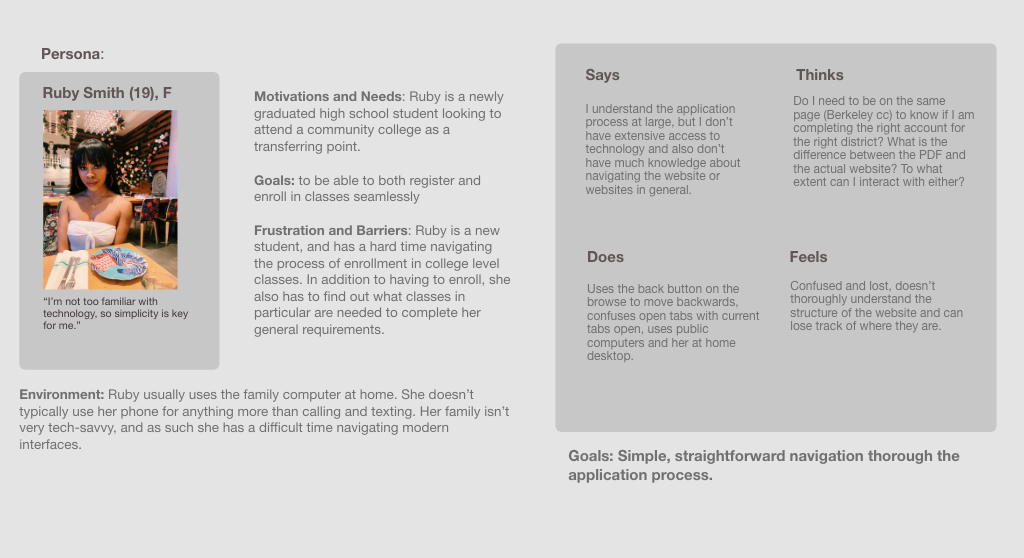 Persona:
Ruby Smith (19), F
“I’m not too familiar with
technology, so simplicity is key
for me.”
Motivations and Needs: Ruby is a newly
graduated high school student looking to
attend a community college as a
transferring point.
Goals: to be able to both register and
enroll in classes seamlessly
Frustration and Barriers: Ruby is a new
student, and has a hard time navigating
the process of enrollment in college level
classes. In addition to having to enroll, she
also has to find out what classes in
particular are needed to complete her
general requirements.
Environment: Ruby usually uses the family computer at home. She doesn’t
typically use her phone for anything more than calling and texting. Her family isn’t
very tech-savvy, and as such she has a difficult time navigating modern
interfaces.
Says
I understand the application
process at large, but I don’t
have extensive access to
technology and also don’t
have much knowledge about
navigating the website or
websites in general.
Thinks
Do I need to be on the same
page (Berkeley cc) to know if I am
completing the right account for
the right district? What is the
difference between the PDF and
the actual website? To what
extent can I interact with either?
Does
Uses the back button on the
browse to move backwards,
confuses open tabs with current
tabs open, uses public
computers and her at home
desktop.
Feels
Confused and lost, doesn’t
thoroughly understand the
structure of the website and can
lose track of where they are.
Goals: Simple, straightforward navigation thorough the
application process.